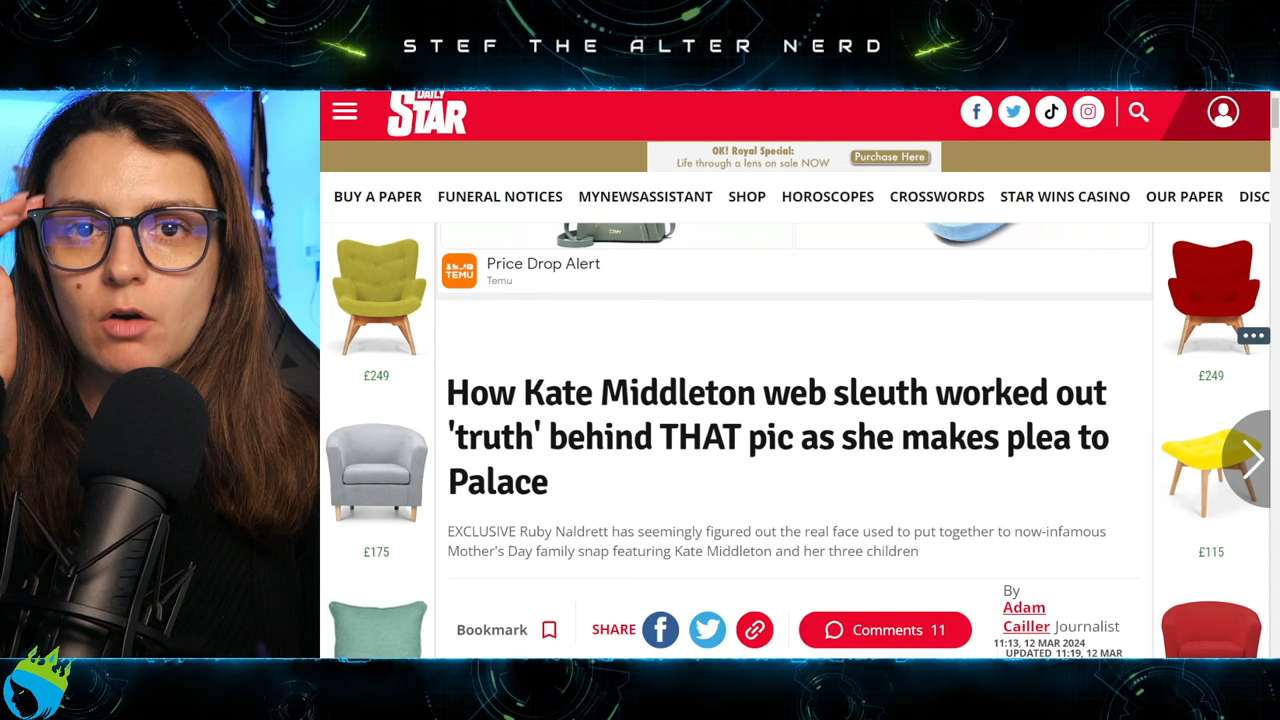 STEF THE ALTER NERD
DAILY
STAR
OK! Royal Special:
Life through a lens on sale NOW
Purchase Here
BUY A PAPER FUNERAL NOTICES MYNEWSASSISTANT SHOP HOROSCOPES CROSSWORDS STAR WINS CASINO OUR PAPER DISC
TEMU
Price Drop Alert
Temu
£249
£249
How Kate Middleton web sleuth worked out
'truth' behind THAT pic as she makes plea to
Palace
EXCLUSIVE Ruby Naldrett has seemingly figured out the real face used to put together to now-infamous
Mother's Day family snap featuring Kate Middleton and her three children
£175
£115
By
Adam
Cailler Journalist
Bookmark SHARE Comments 11
11:13, 12 MAR 2024
UPDATED 11:19, 12 MAR